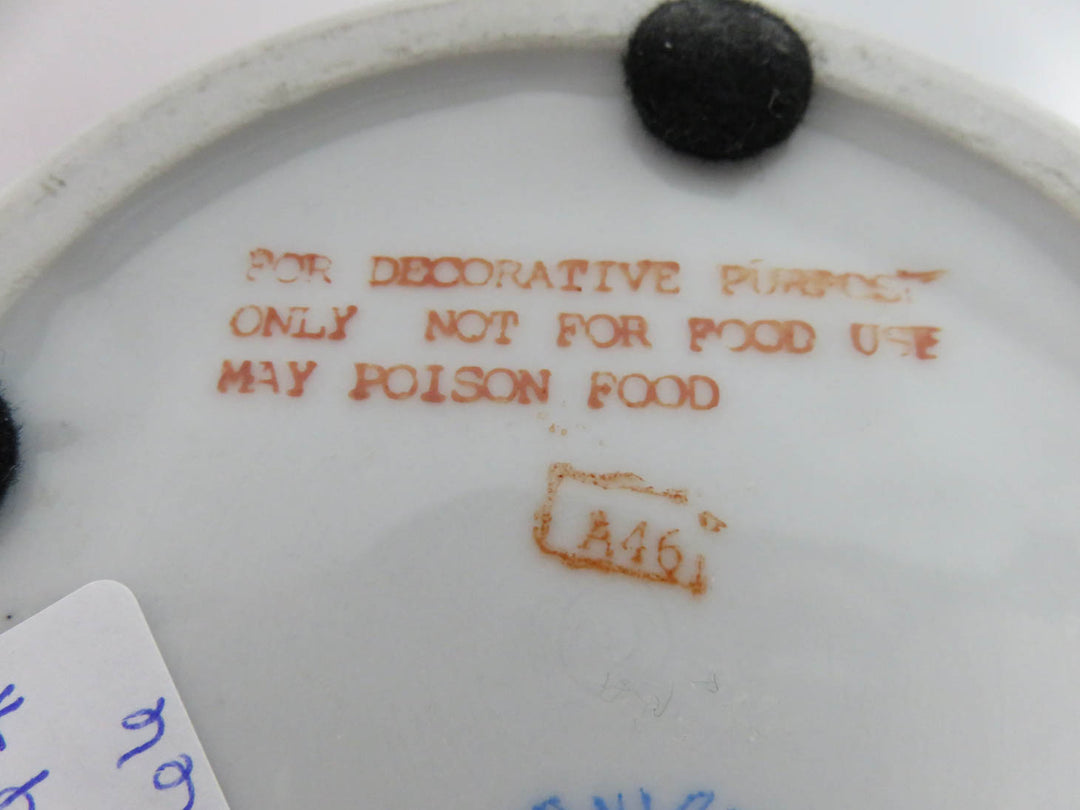 FOR DECORATIVE PURPOSE
ONLY NOT FOR FOOD USE
MAY POISON FOOD
A46